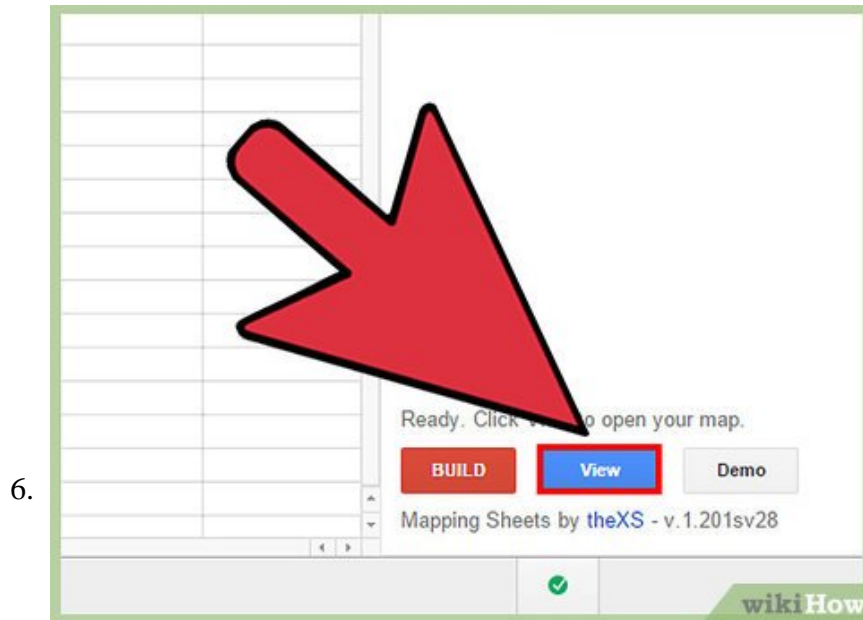 Ready. Click o open your map.
BUILD View Demo
6.
Mapping Sheets by theXS - v.1.201sv28
wikiHow